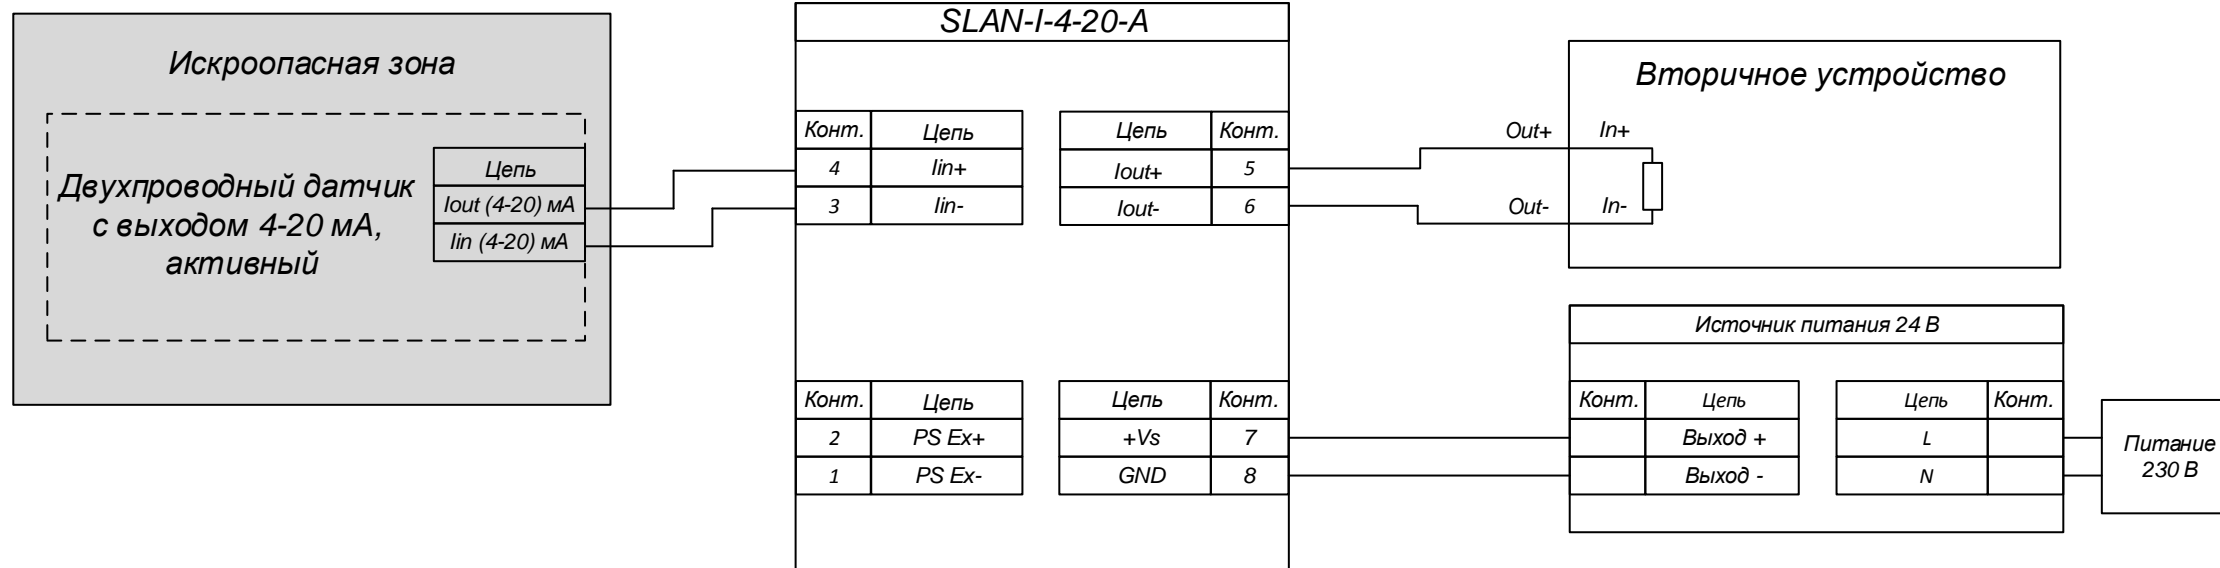 SLAN-I-4-20-A
Искроопасная зона
Двухпроводный датчик
с выходом 4-20 мА,
активный
Цепь
Iout (4-20) мА
Iin (4-20) мА
Конт. Цепь
4 Iin+
3 Iin-
Цепь Конт.
Iout+ 5
Iout- 6
Конт. Цепь
2 PS Ex+
1 PS Ex-
Цепь Конт.
+Vs 7
GND 8
Вторичное устройство
Out+ In+
Out- In-
Источник питания 24 В
Конт. Цепь
Выход +
Выход -
Цепь Конт.
L
N
Питание
230 В